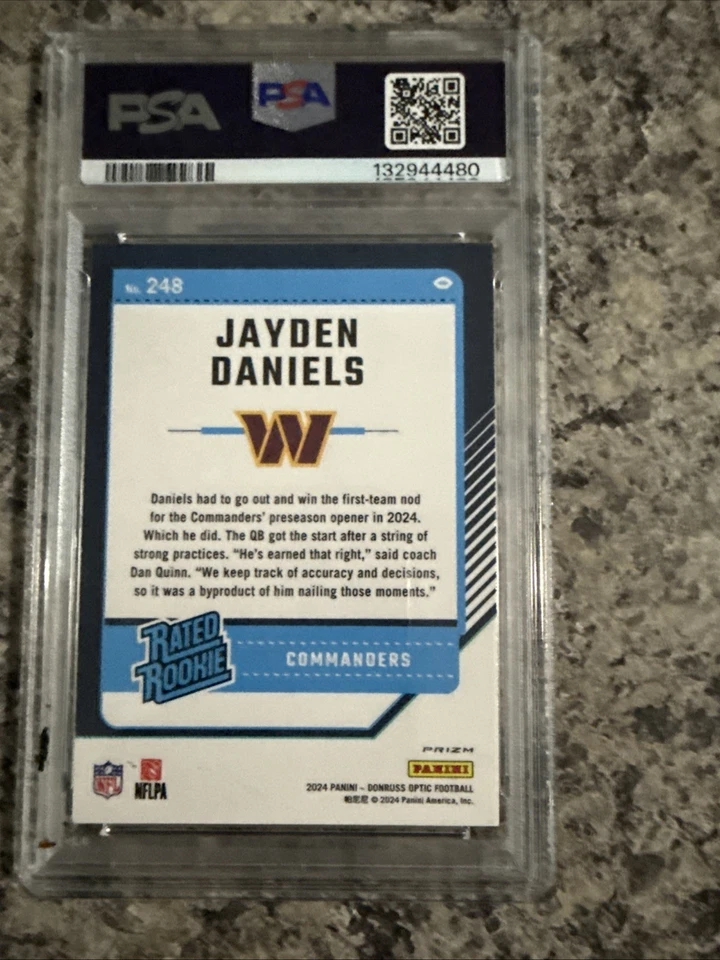 PSA
PSA
132944480
No. 248
JAYDEN
DANIELS
W
Daniels had to go out and win the first-team nod
for the Commanders' preseason opener in 2024.
Which he did. The QB got the start after a string of
strong practices. "He's earned that right," said coach
Dan Quinn. "We keep track of accuracy and decisions,
so it was a byproduct of him nailing those moments."
RATED
ROOKIE
COMMANDERS
PRIZM
PANINI
NFL
NFLPA
2024 PANINI – DONRUSS OPTIC FOOTBALL
帕尼尼 © 2024 Panini America, Inc.